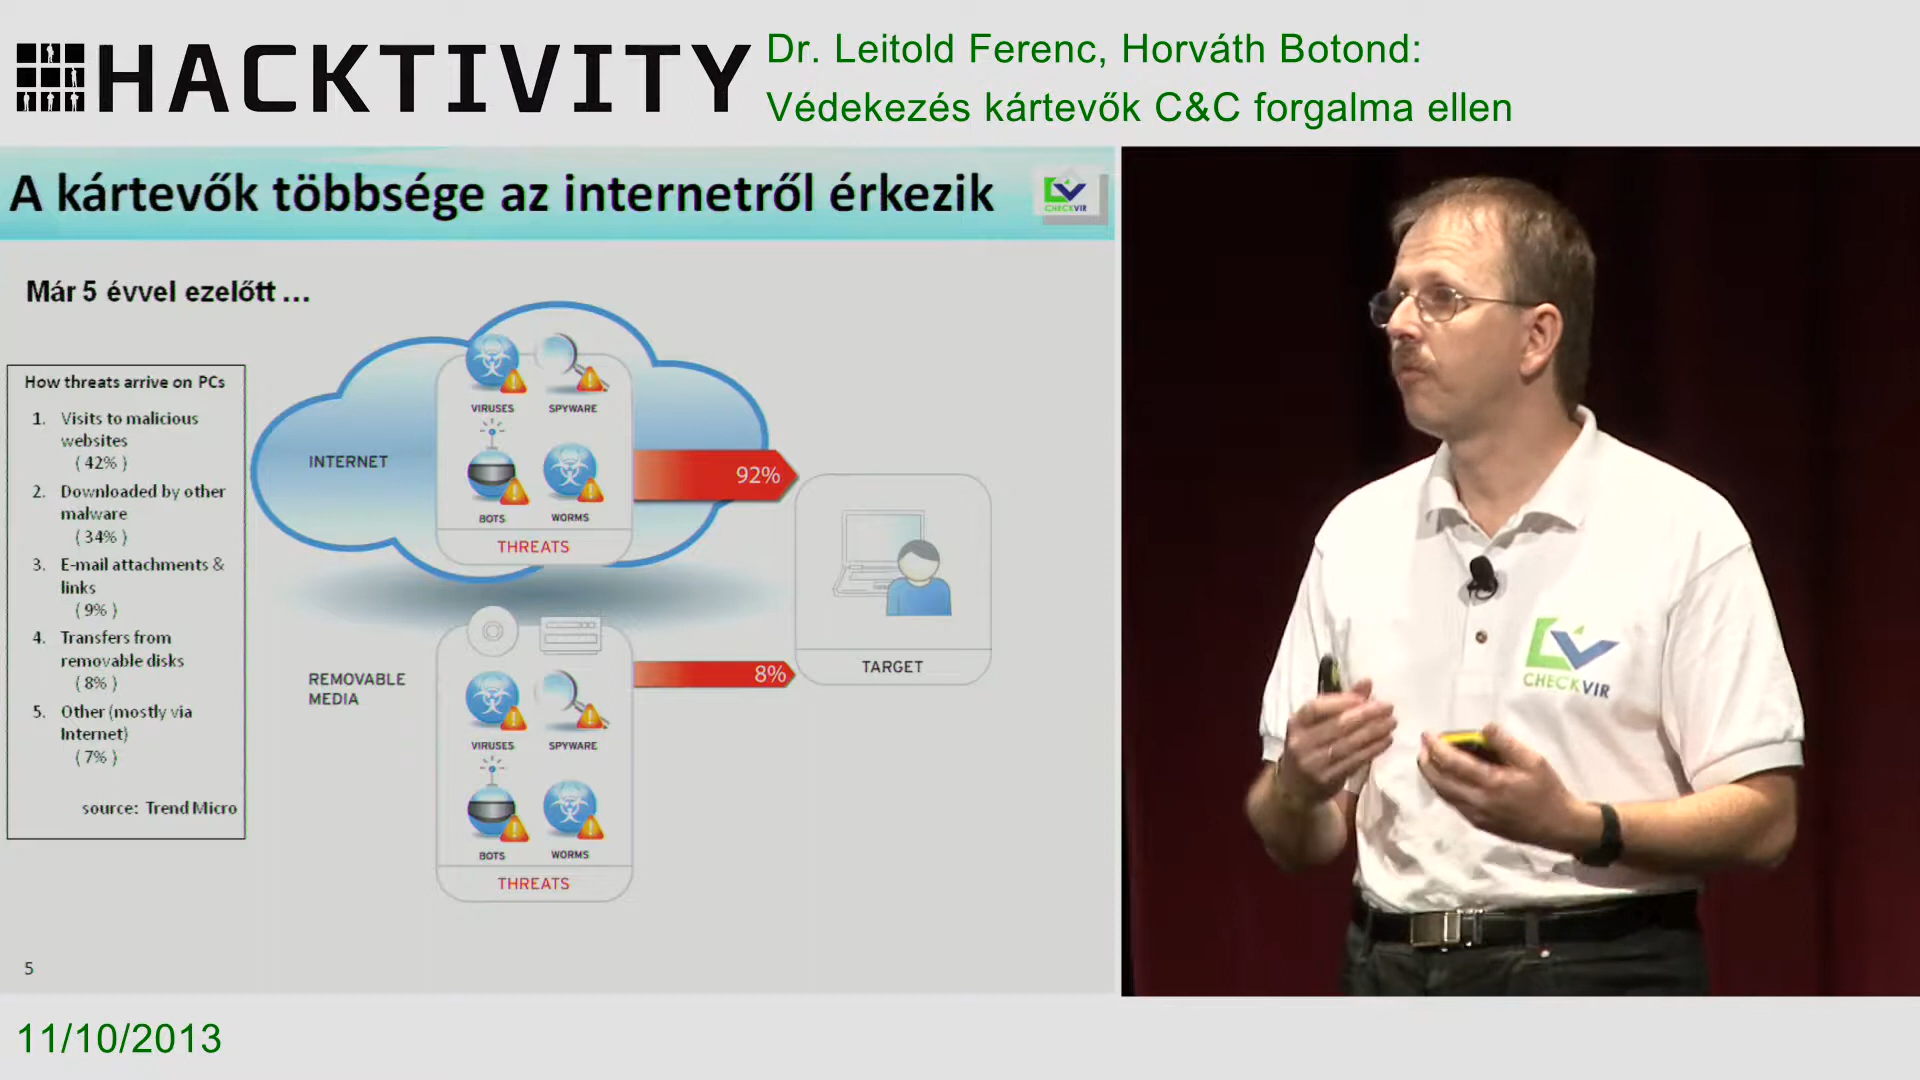 HACKTIVITY
Dr. Leitold Ferenc, Horváth Botond:
Védekezés kártevők C&C forgalma ellen
A kártevők többsége az internetről érkezik
CHECKVIR
Már 5 évvel ezelőtt ...
How threats arrive on PCs
1. Visits to malicious
websites
( 42% )
2. Downloaded by other
malware
( 34% )
3. E-mail attachments &
links
( 9% )
4. Transfers from
removable disks
( 8% )
5. Other (mostly via
Internet)
( 7% )
source: Trend Micro
INTERNET
VIRUSES
SPYWARE
BOTS
WORMS
THREATS
92%
REMOVABLE
MEDIA
VIRUSES
SPYWARE
BOTS
WORMS
THREATS
8%
TARGET
5
CHECKVIR
11/10/2013